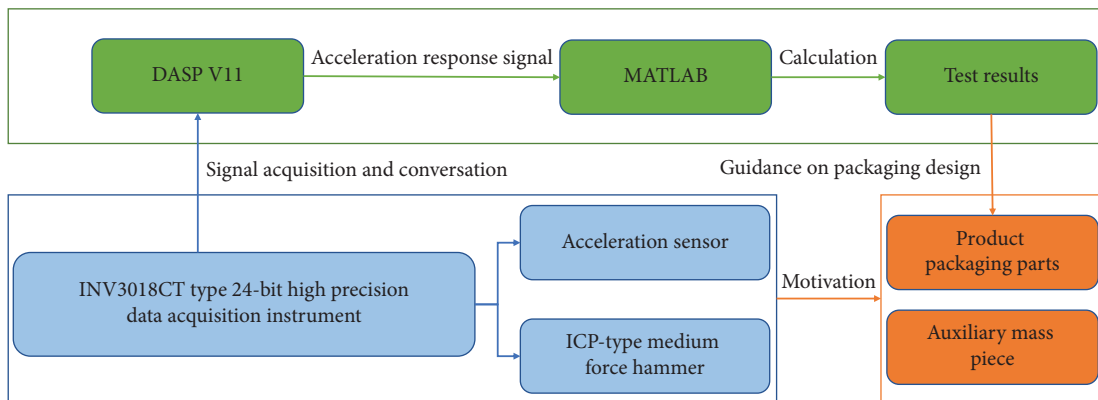 DASP V11
Acceleration response signal
MATLAB
Calculation
Test results
Signal acquisition and conversation
Guidance on packaging design
INV3018CT type 24-bit high precision
data acquisition instrument
Acceleration sensor
ICP-type medium
force hammer
Motivation
Product
packaging parts
Auxiliary mass
piece